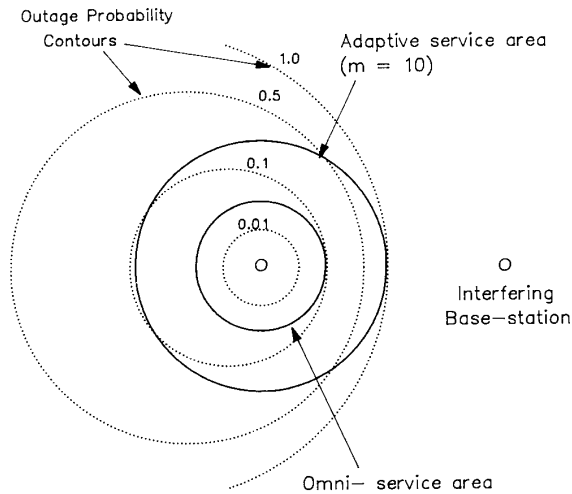 Outage Probability
Contours
Adaptive service area
(m = 10)
1.0
0.5
0.1
0.01
Interfering
Base-station
Omni- service area